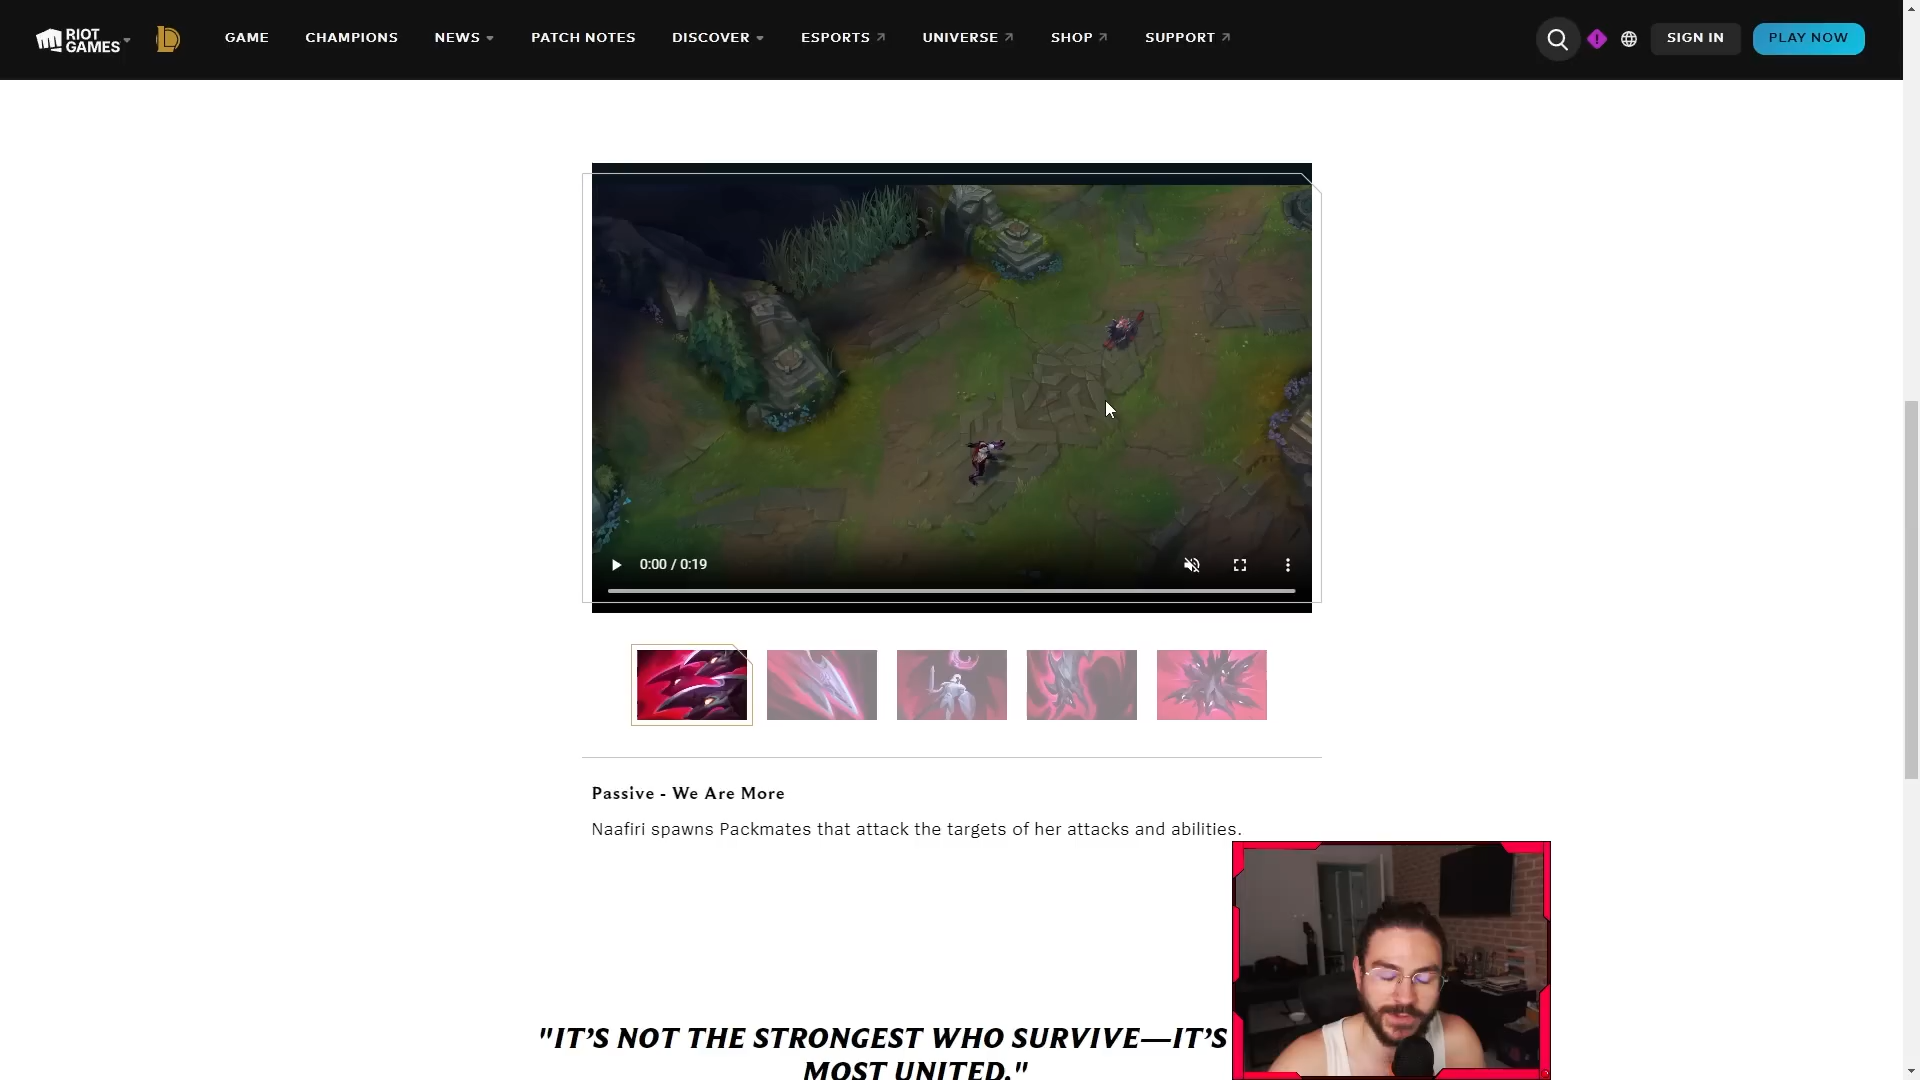 RIOT GAMES
GAME CHAMPIONS NEWS PATCH NOTES DISCOVER ESPORTS UNIVERSE SHOP SUPPORT SIGN IN PLAY NOW
0:00 / 0:19
Passive - We Are More
Naafiri spawns Packmates that attack the targets of her attacks and abilities.
"IT'S NOT THE STRONGEST WHO SURVIVE—IT'S
MOST UNITED."